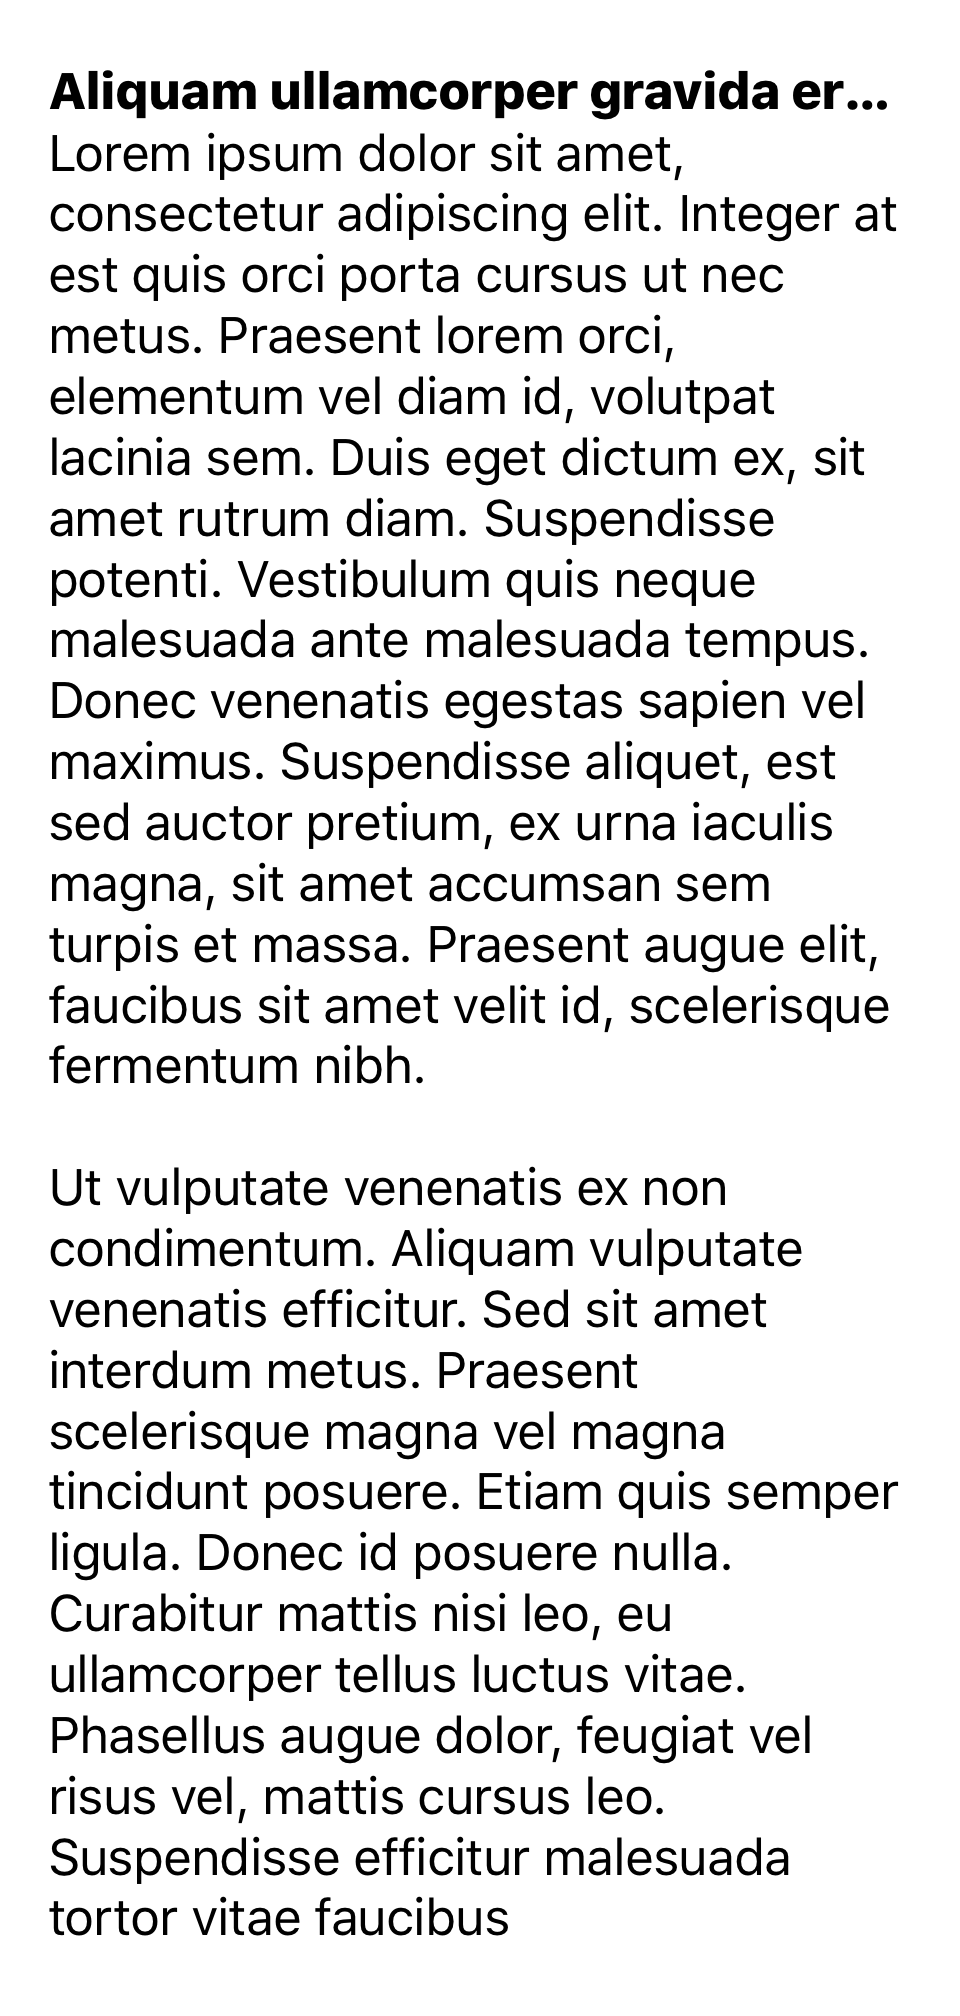 Aliquam ullamcorper gravida er...
Lorem ipsum dolor sit amet,
consectetur adipiscing elit. Integer at
est quis orci porta cursus ut nec
metus. Praesent lorem orci,
elementum vel diam id, volutpat
lacinia sem. Duis eget dictum ex, sit
amet rutrum diam. Suspendisse
potenti. Vestibulum quis neque
malesuada ante malesuada tempus.
Donec venenatis egestas sapien vel
maximus. Suspendisse aliquet, est
sed auctor pretium, ex urna iaculis
magna, sit amet accumsan sem
turpis et massa. Praesent augue elit,
faucibus sit amet velit id, scelerisque
fermentum nibh.

Ut vulputate venenatis ex non
condimentum. Aliquam vulputate
venenatis efficitur. Sed sit amet
interdum metus. Praesent
scelerisque magna vel magna
tincidunt posuere. Etiam quis semper
ligula. Donec id posuere nulla.
Curabitur mattis nisi leo, eu
ullamcorper tellus luctus vitae.
Phasellus augue dolor, feugiat vel
risus vel, mattis cursus leo.
Suspendisse efficitur malesuada
tortor vitae faucibus